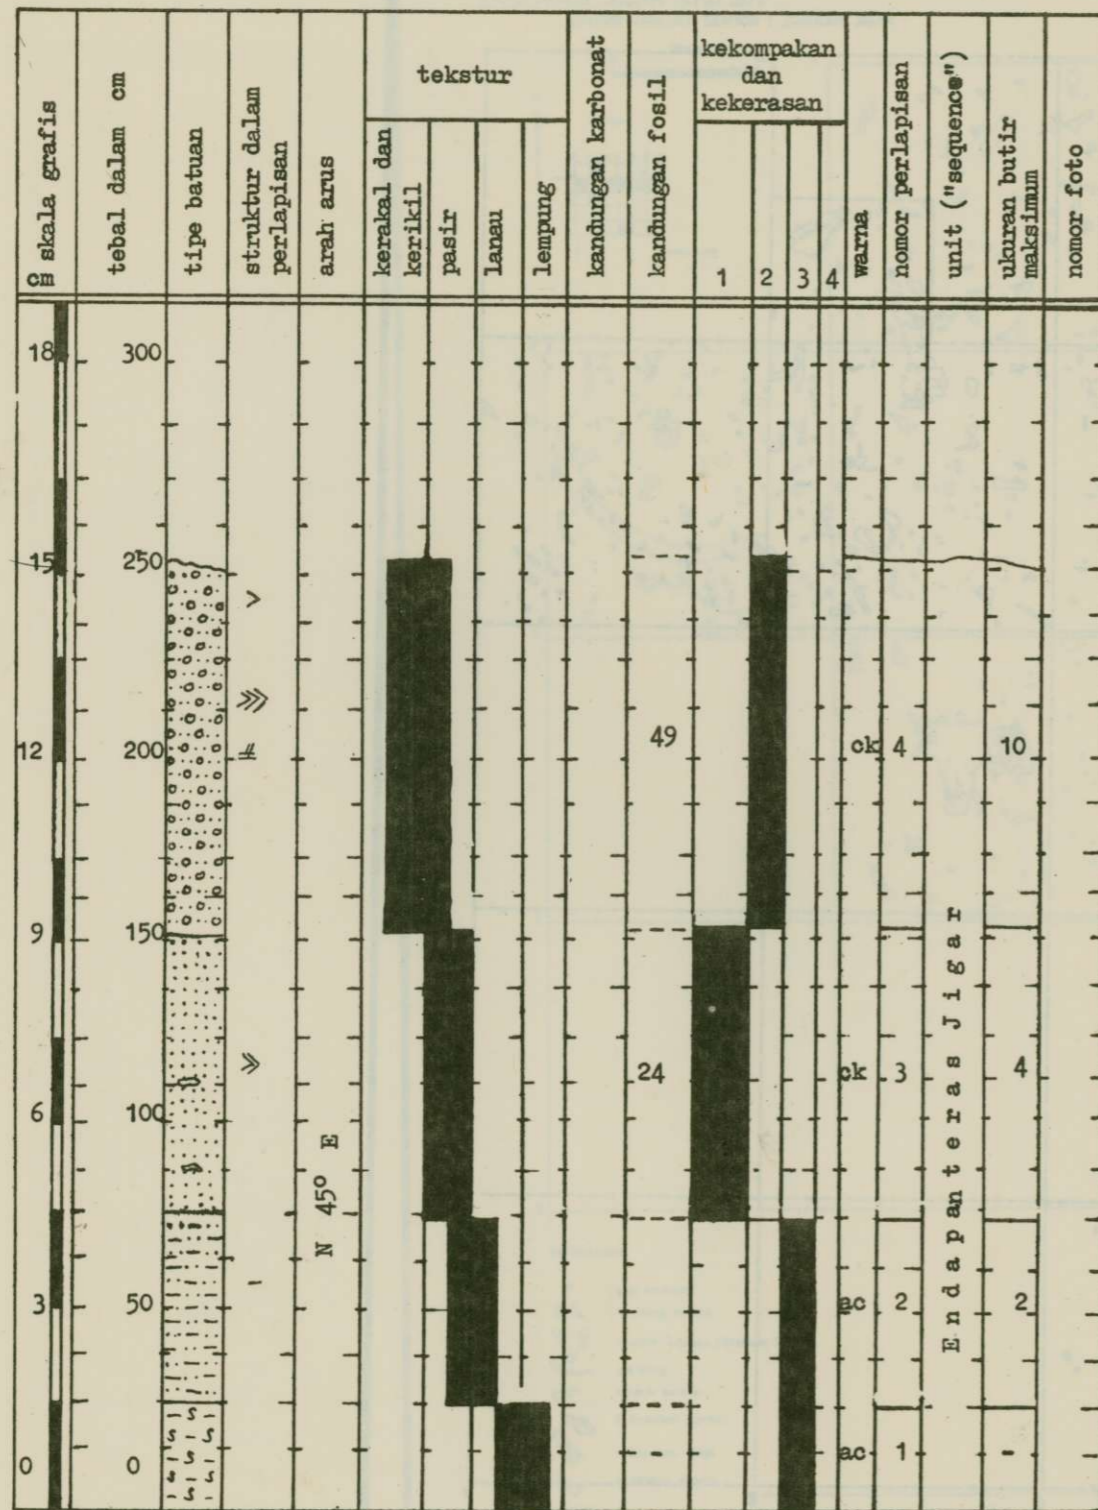 cm skala grafis
tebal dalam cm
tipe batuan
struktur dalam
perlapisan
arah arus
tekstur
kerakal dan
kerikil
pasir
lanau
lempung
kandungan karbonat
kandungan fosil
kekompakan
dan
kekerasan
1 2 3 4
warna
nomor perlapisan
unit ("sequence")
ukuran butir
maksimum
nomor foto
18 300
15 250
12 200 49 ck 4 10
9 150
24 ck 3 4
6 100
N 45° E
3 50 ac 2 2
0 0 - ac 1 -
Endapanteras Jigar